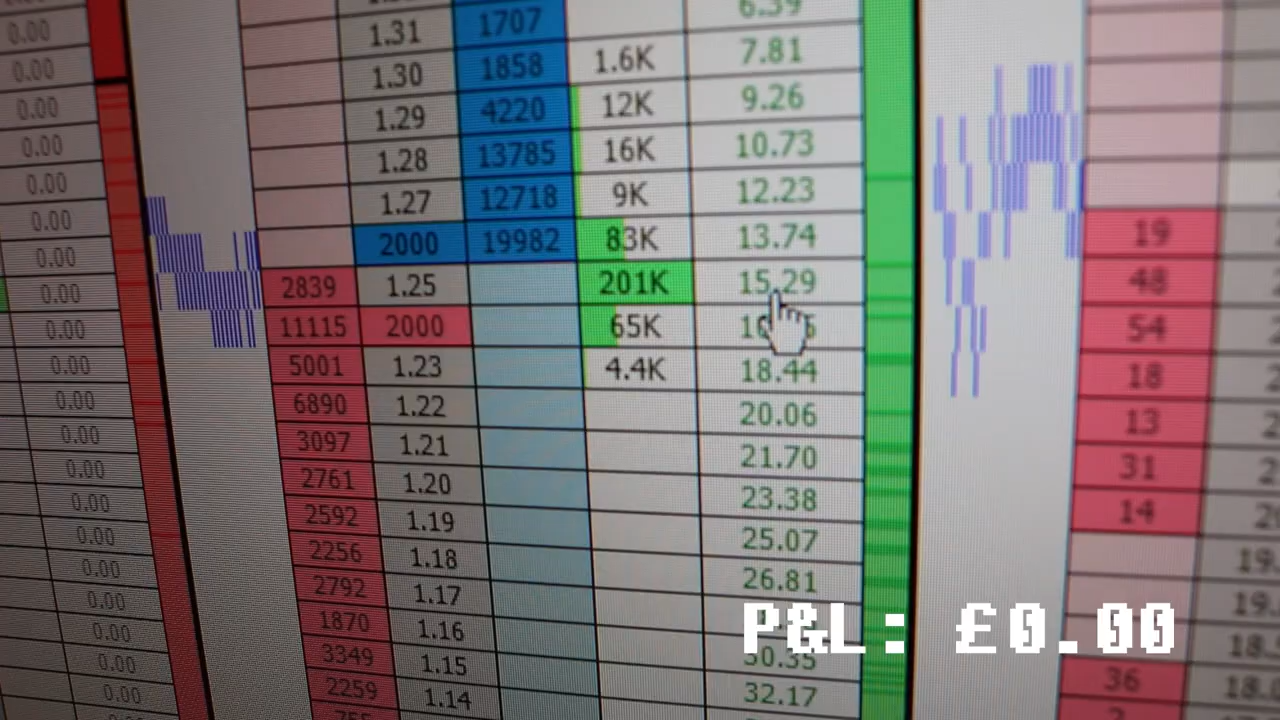 6.39
1.31 1707 7.81
0.00 1.30 1858 1.6K 9.26
0.00 1.29 4220 12K 10.73
0.00 1.28 13785 16K 12.23
0.00 1.27 12718 9K 13.74 19
0.00 2000 19982 83K 15.29 48
0.00 2839 1.25 201K 54
0.00 11115 2000 65K 18.44 18
0.00 5001 1.23 4.4K 20.06 13
0.00 6890 1.22 21.70 31
0.00 3097 1.21 23.38 14
0.00 2761 1.20 25.07
0.00 2592 1.19 26.81
0.00 2256 1.18
0.00 2792 1.17
0.00 1870 1.16 30.35
0.00 3349 1.15 32.17 36
0.00 2259 1.14
P&L: £0.00